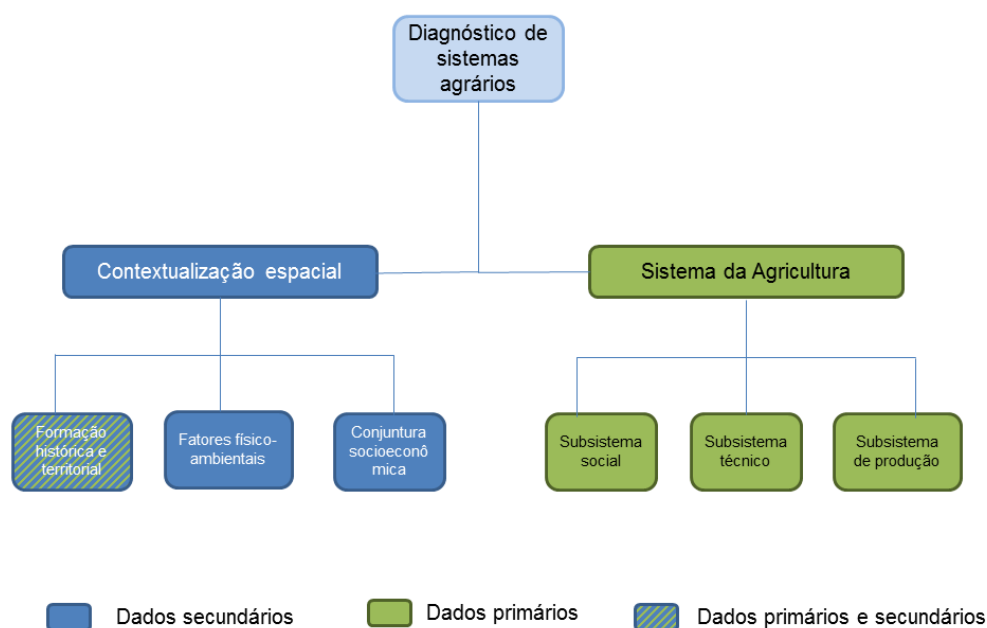 Diagnóstico de
sistemas
agrários
Contextualização espacial
Sistema da Agricultura
Formação
histórica e
territorial
Fatores físico-
ambientais
Conjuntura
socioeconô
mica
Subsistema
social
Subsistema
técnico
Subsistema
de produção
Dados secundários
Dados primários
Dados primários e secundários